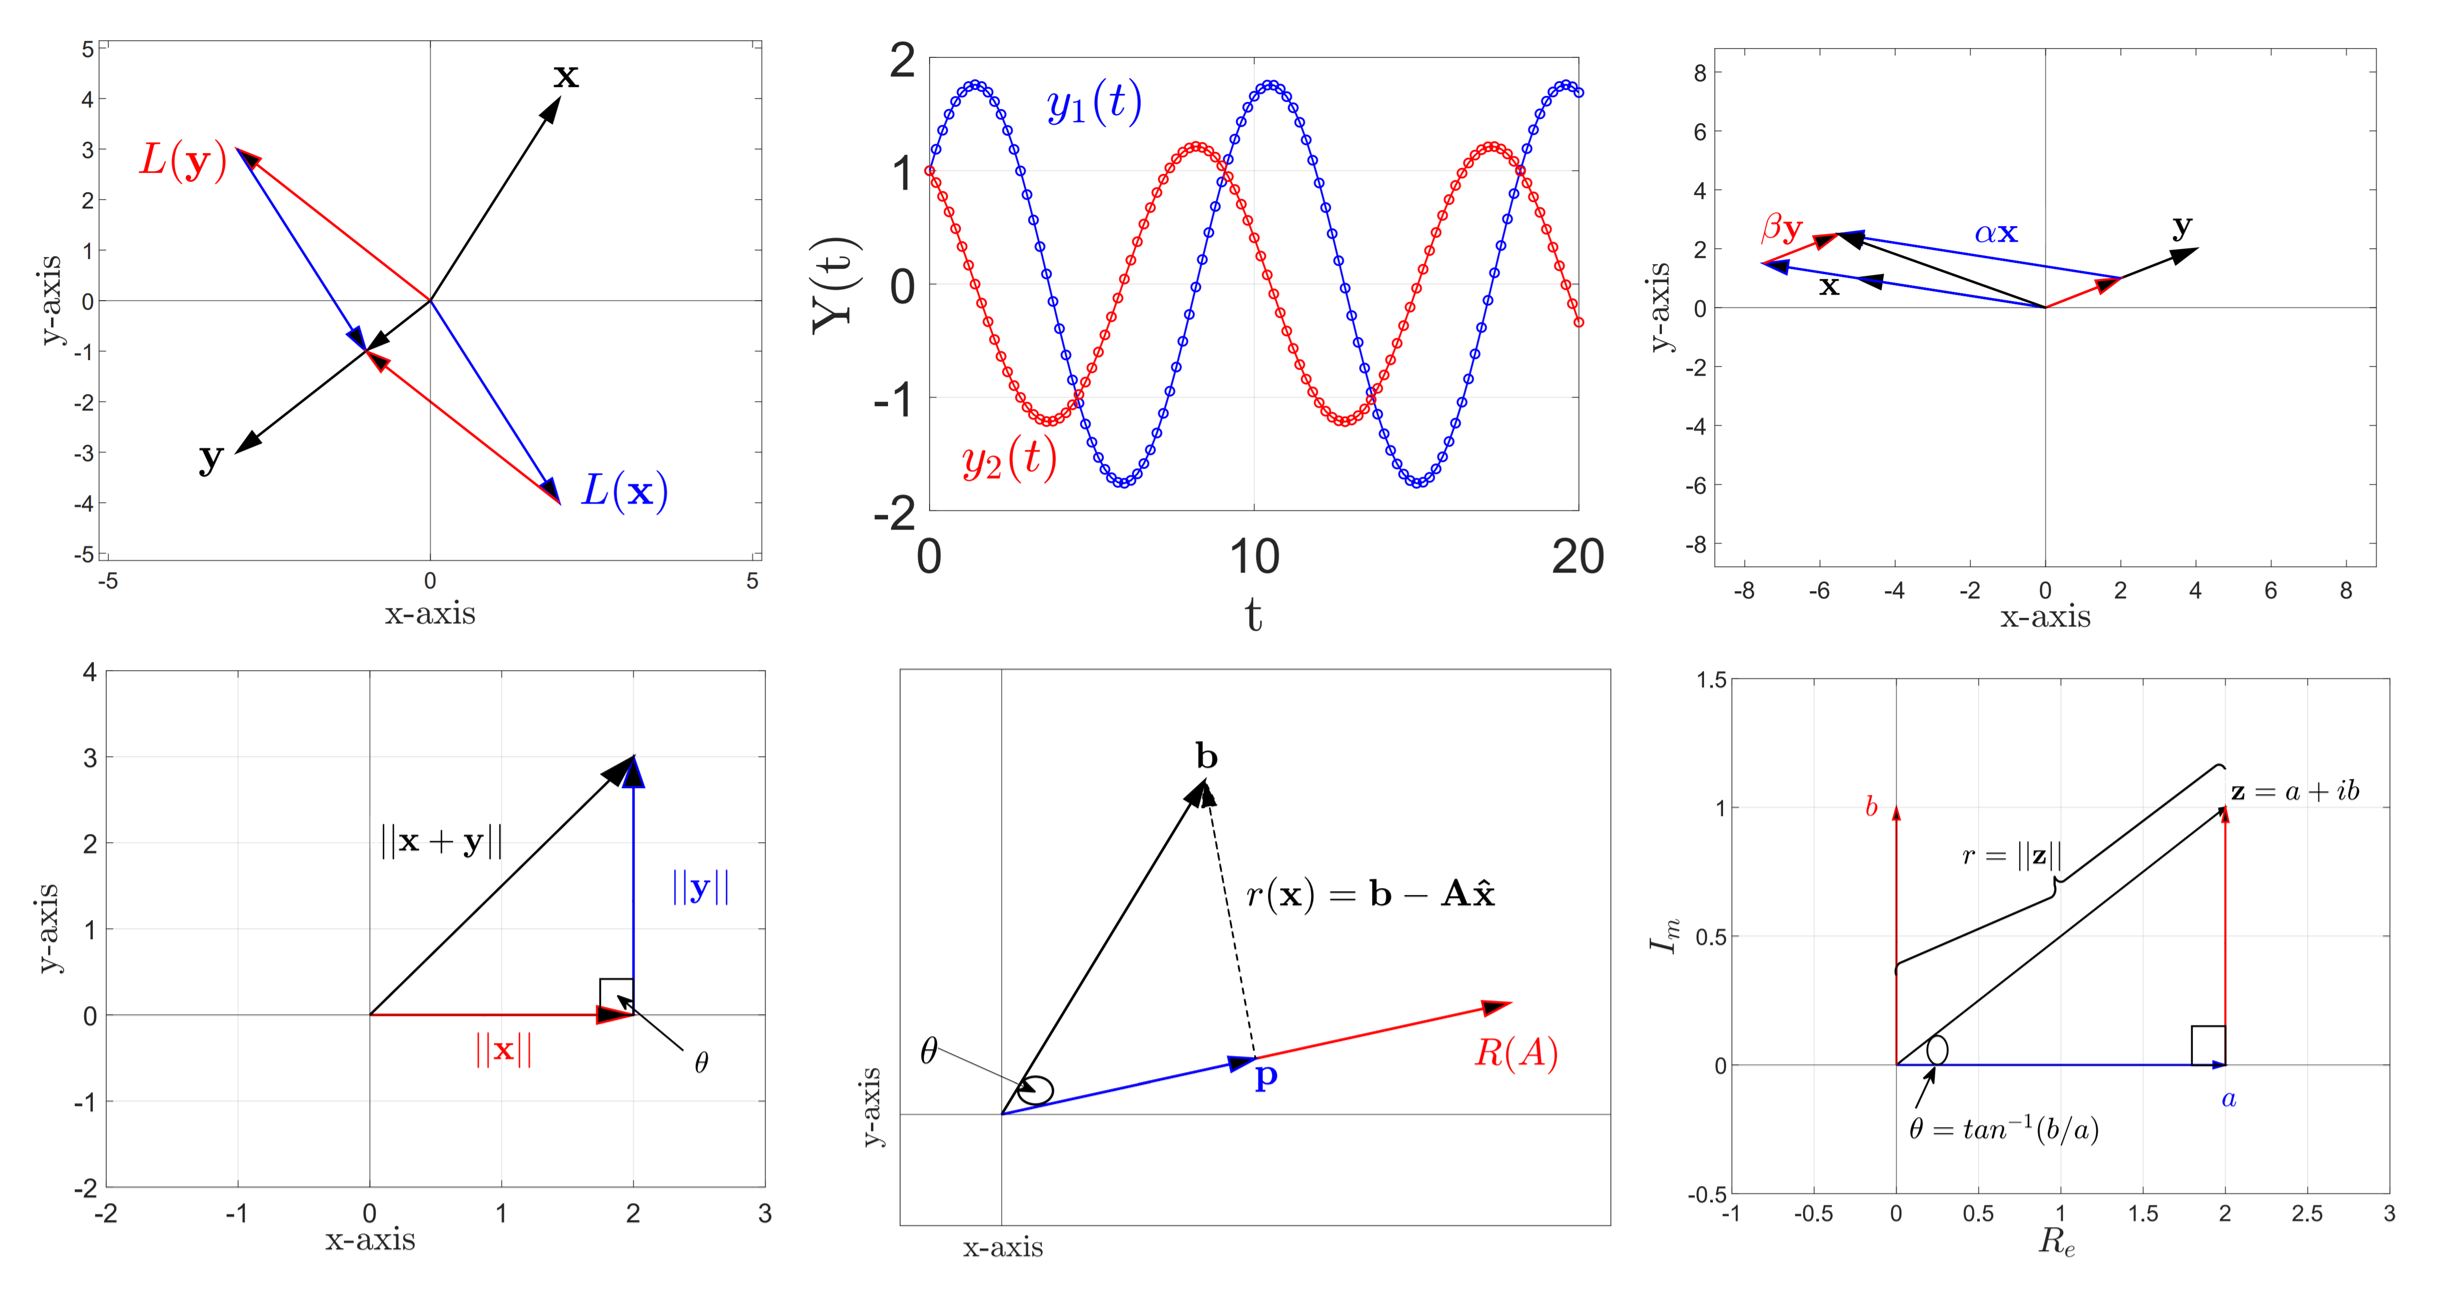 5
4
3
2
1
0
-1
-2
-3
-4
-5
-5 0 5
x-axis
y-axis
x
L(y)
y
L(x)
2
1
0
-1
-2
0 10 20
t
Y(t)
y₁(t)
y₂(t)
8
6
4
2
0
-2
-4
-6
-8
-8 -6 -4 -2 0 2 4 6 8
x-axis
y-axis
βy
αx
y
x
4
3
2
1
0
-1
-2
-2 -1 0 1 2 3
x-axis
y-axis
||x + y||
||y||
||x||
θ
b
r(x) = b − Ax̂
θ
R(A)
p
y-axis
x-axis
1.5
1
0.5
0
-0.5
-1 -0.5 0 0.5 1 1.5 2 2.5 3
Rₑ
Iₘ
b
z = a + ib
r = ||z||
a
θ = tan⁻¹(b/a)